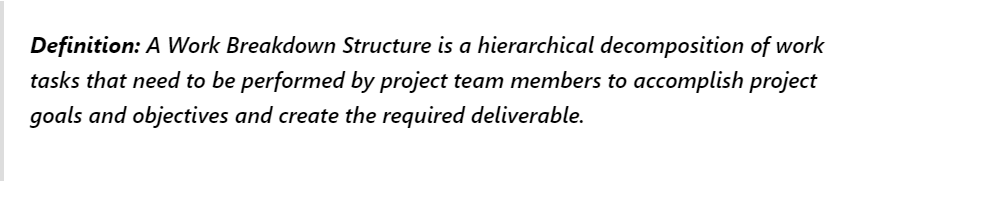 Definition: A Work Breakdown Structure is a hierarchical decomposition of work
tasks that need to be performed by project team members to accomplish project
goals and objectives and create the required deliverable.